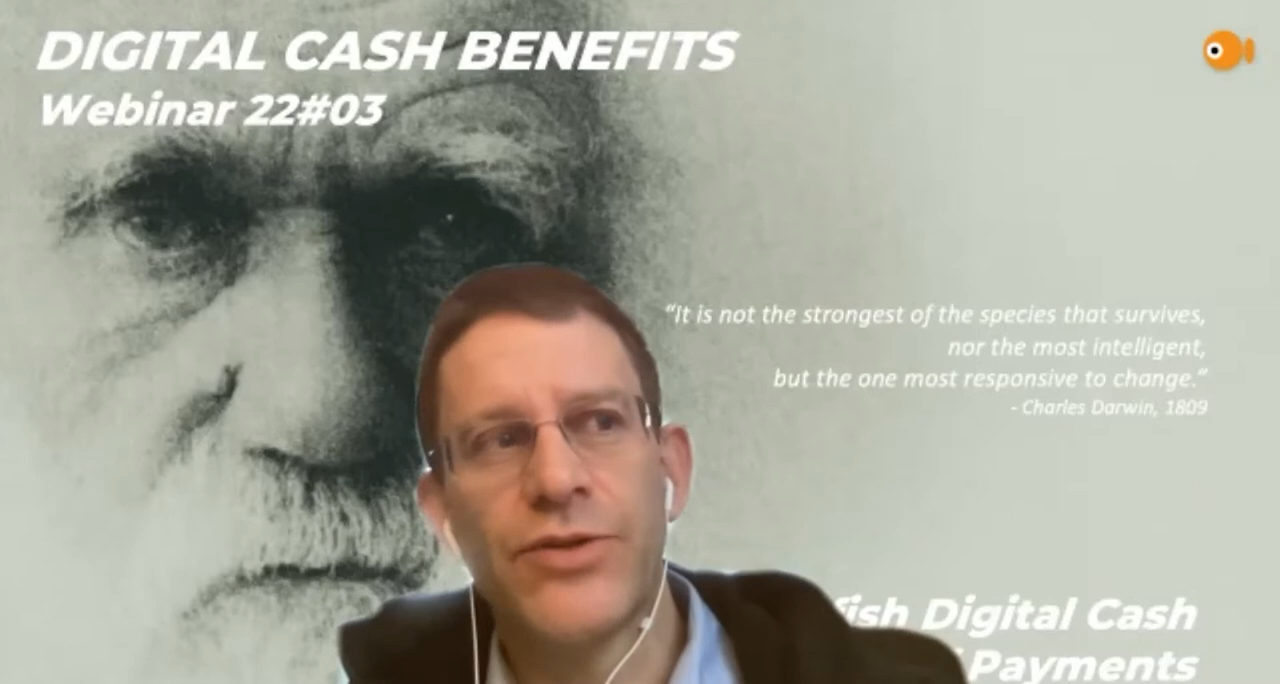 DIGITAL CASH BENEFITS
Webinar 22#03
“It is not the strongest of the species that survives,
nor the most intelligent,
but the one most responsive to change.”
- Charles Darwin, 1809
Digital Cash
Payments